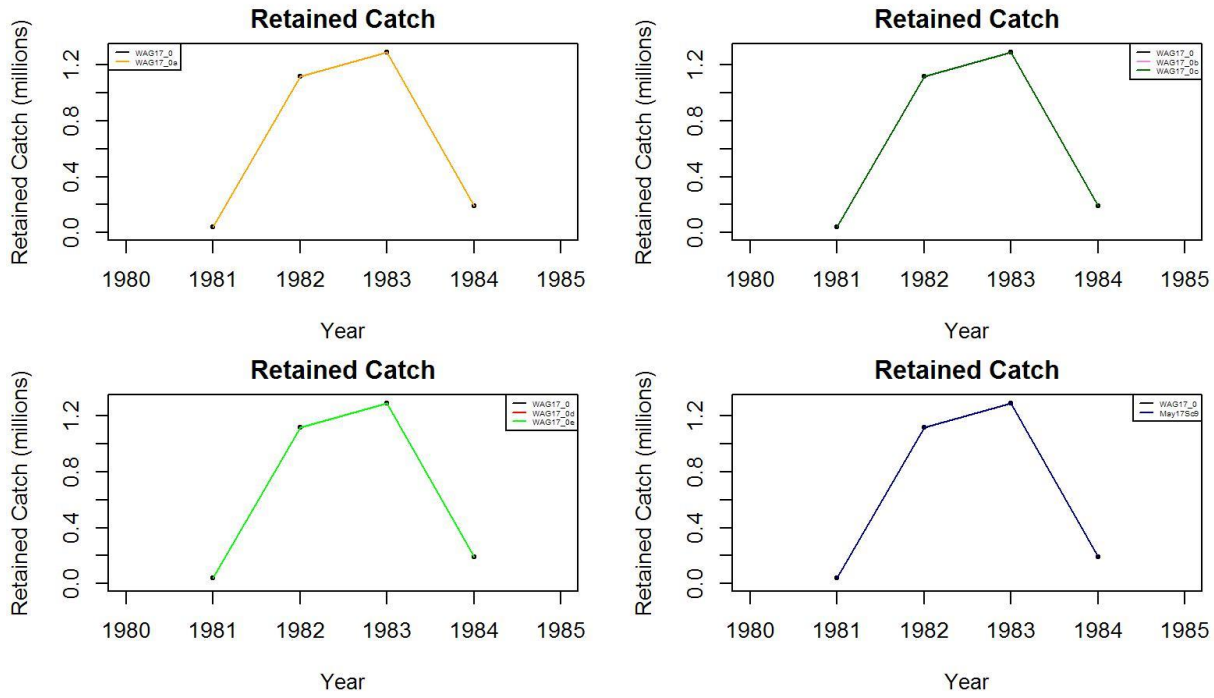 Retained Catch
Retained Catch (millions)
1.2
0.8
0.4
0.0
WAG17_0
WAG17_0a
1980 1981 1982 1983 1984 1985
Year
Retained Catch
Retained Catch (millions)
1.2
0.8
0.4
0.0
WAG17_0
WAG17_0b
WAG17_0c
1980 1981 1982 1983 1984 1985
Year
Retained Catch
Retained Catch (millions)
1.2
0.8
0.4
0.0
WAG17_0
WAG17_0d
WAG17_0e
1980 1981 1982 1983 1984 1985
Year
Retained Catch
Retained Catch (millions)
1.2
0.8
0.4
0.0
WAG17_0
May17Sc9
1980 1981 1982 1983 1984 1985
Year